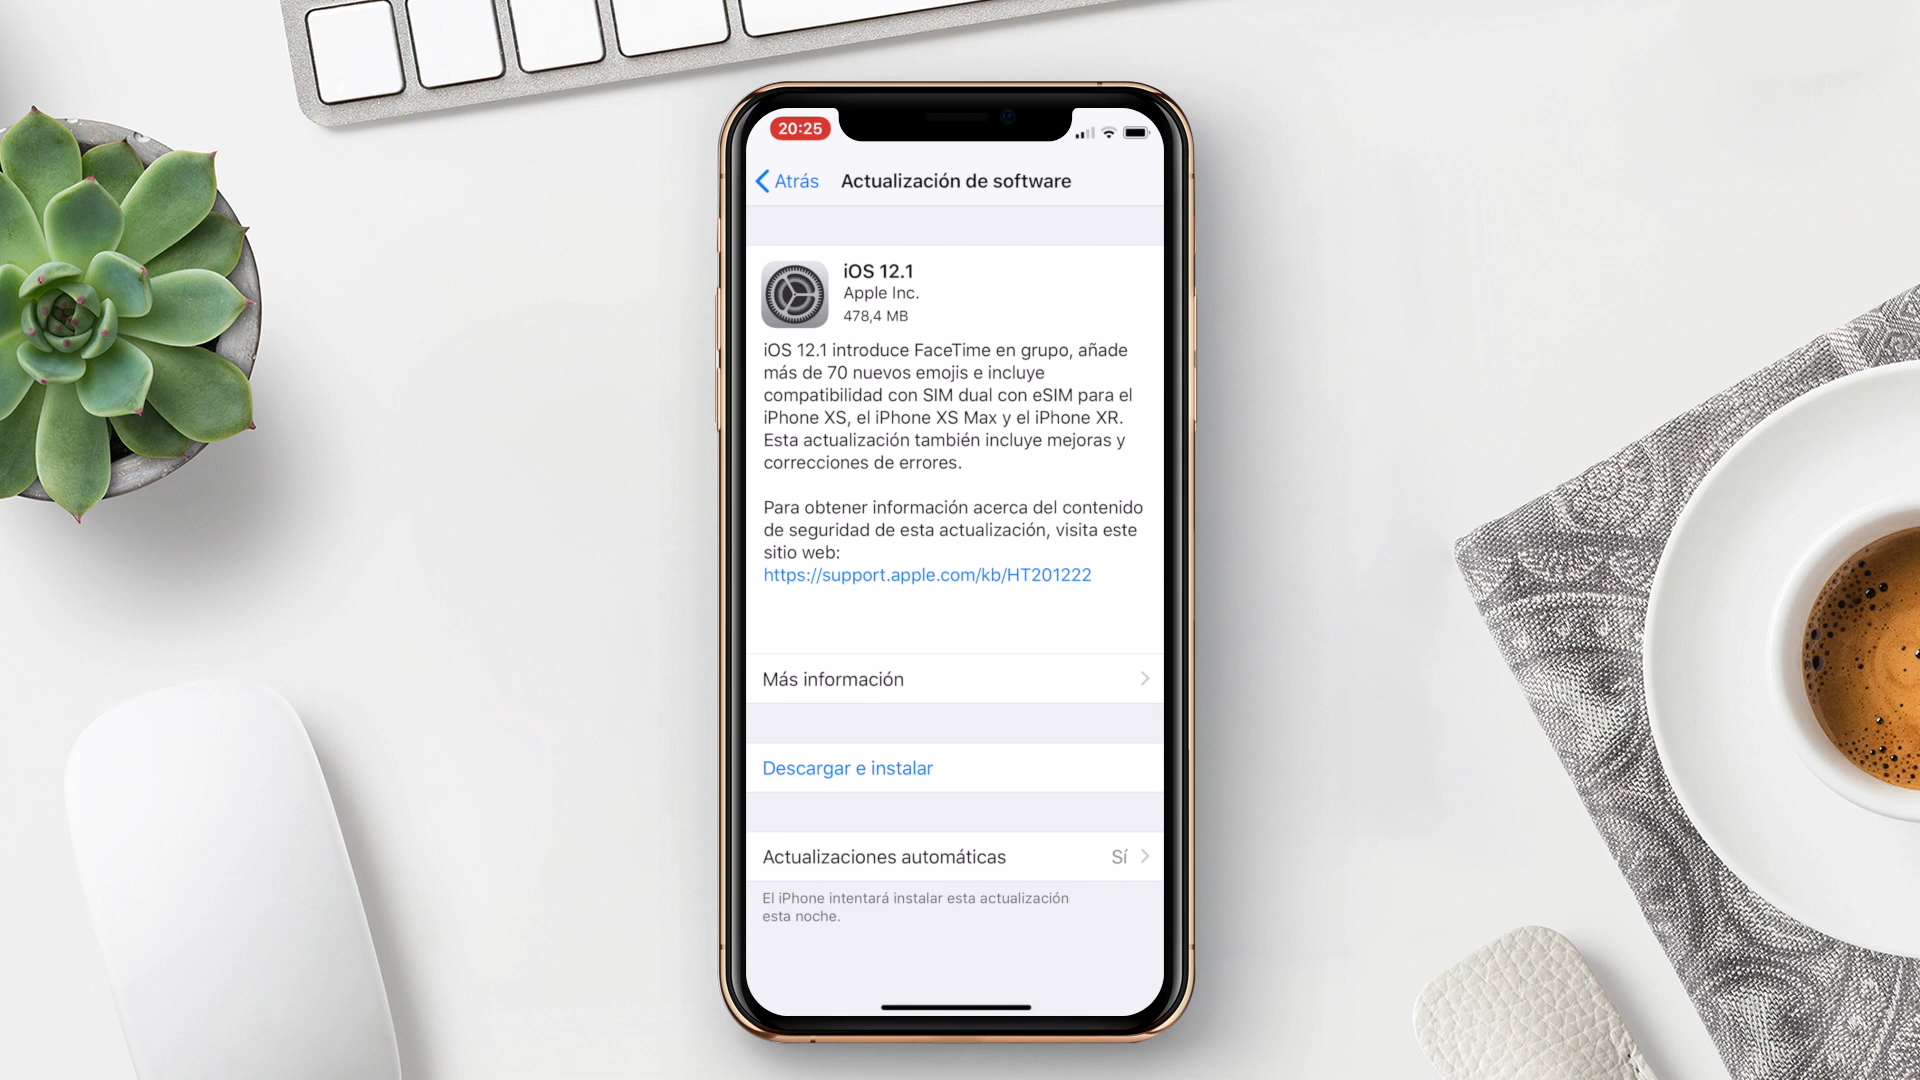 20:25
Atrás Actualización de software
iOS 12.1
Apple Inc.
478,4 MB
iOS 12.1 introduce FaceTime en grupo, añade
más de 70 nuevos emojis e incluye
compatibilidad con SIM dual con eSIM para el
iPhone XS, el iPhone XS Max y el iPhone XR.
Esta actualización también incluye mejoras y
correcciones de errores.
Para obtener información acerca del contenido
de seguridad de esta actualización, visita este
sitio web:
https://support.apple.com/kb/HT201222
Más información
Descargar e instalar
Actualizaciones automáticas Sí
El iPhone intentará instalar esta actualización
esta noche.